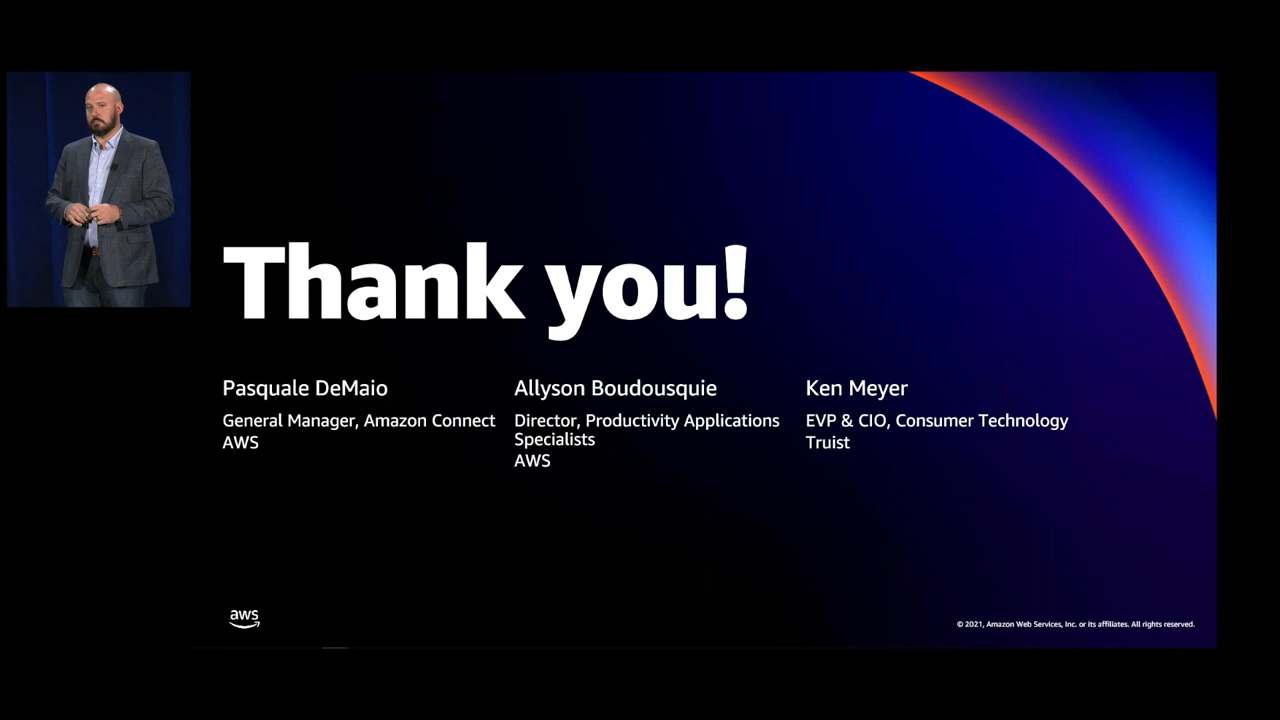 Thank you!
Pasquale DeMaio
General Manager, Amazon Connect
AWS
Allyson Boudousquie
Director, Productivity Applications
Specialists
AWS
Ken Meyer
EVP & CIO, Consumer Technology
Truist
aws
© 2021, Amazon Web Services, Inc. or its affiliates. All rights reserved.